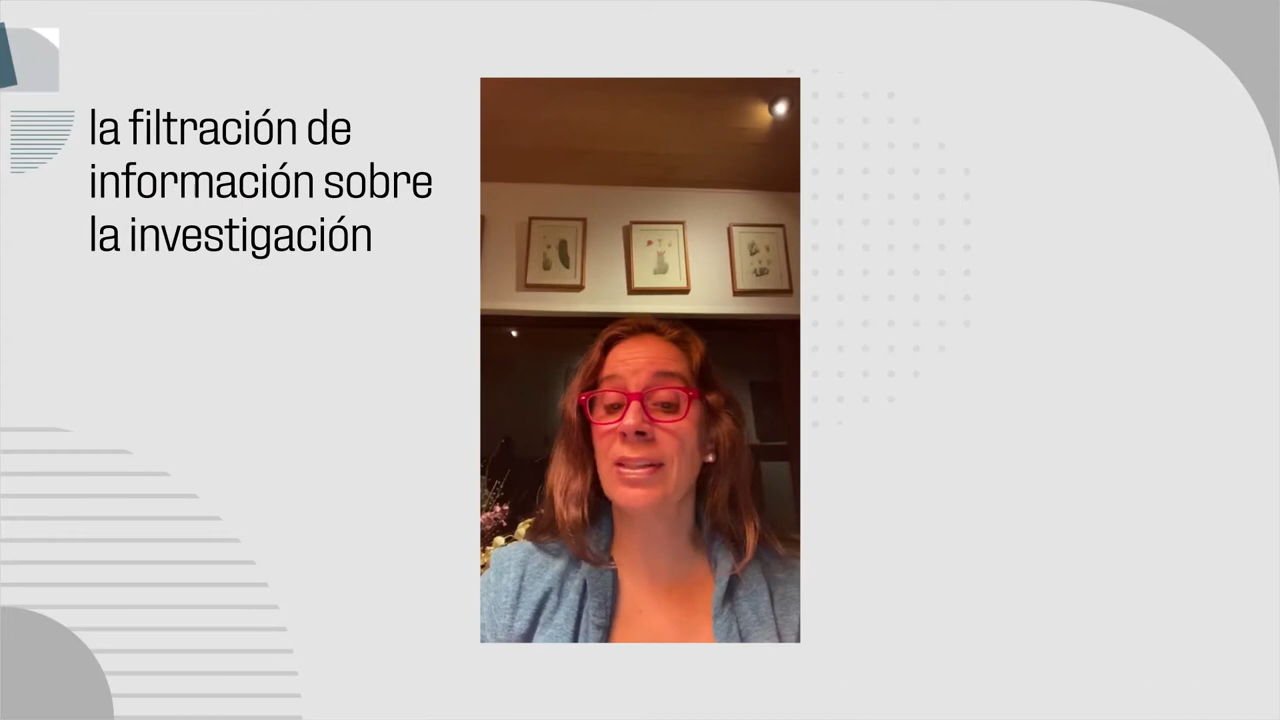 la filtración de
información sobre
la investigación